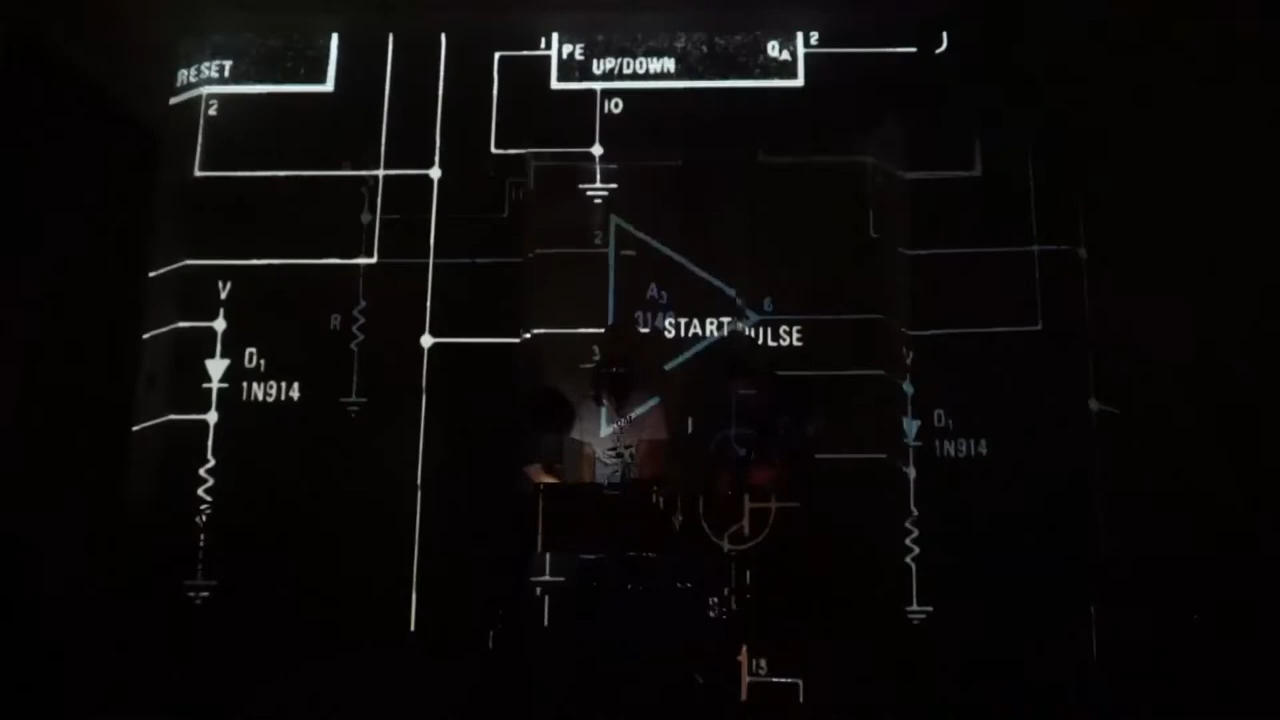 1 PE QA 2
UP/DOWN
RESET
2
10
2
V
A3
6
START PULSE
R
3
V
D1
1N914
D1
1N914
13